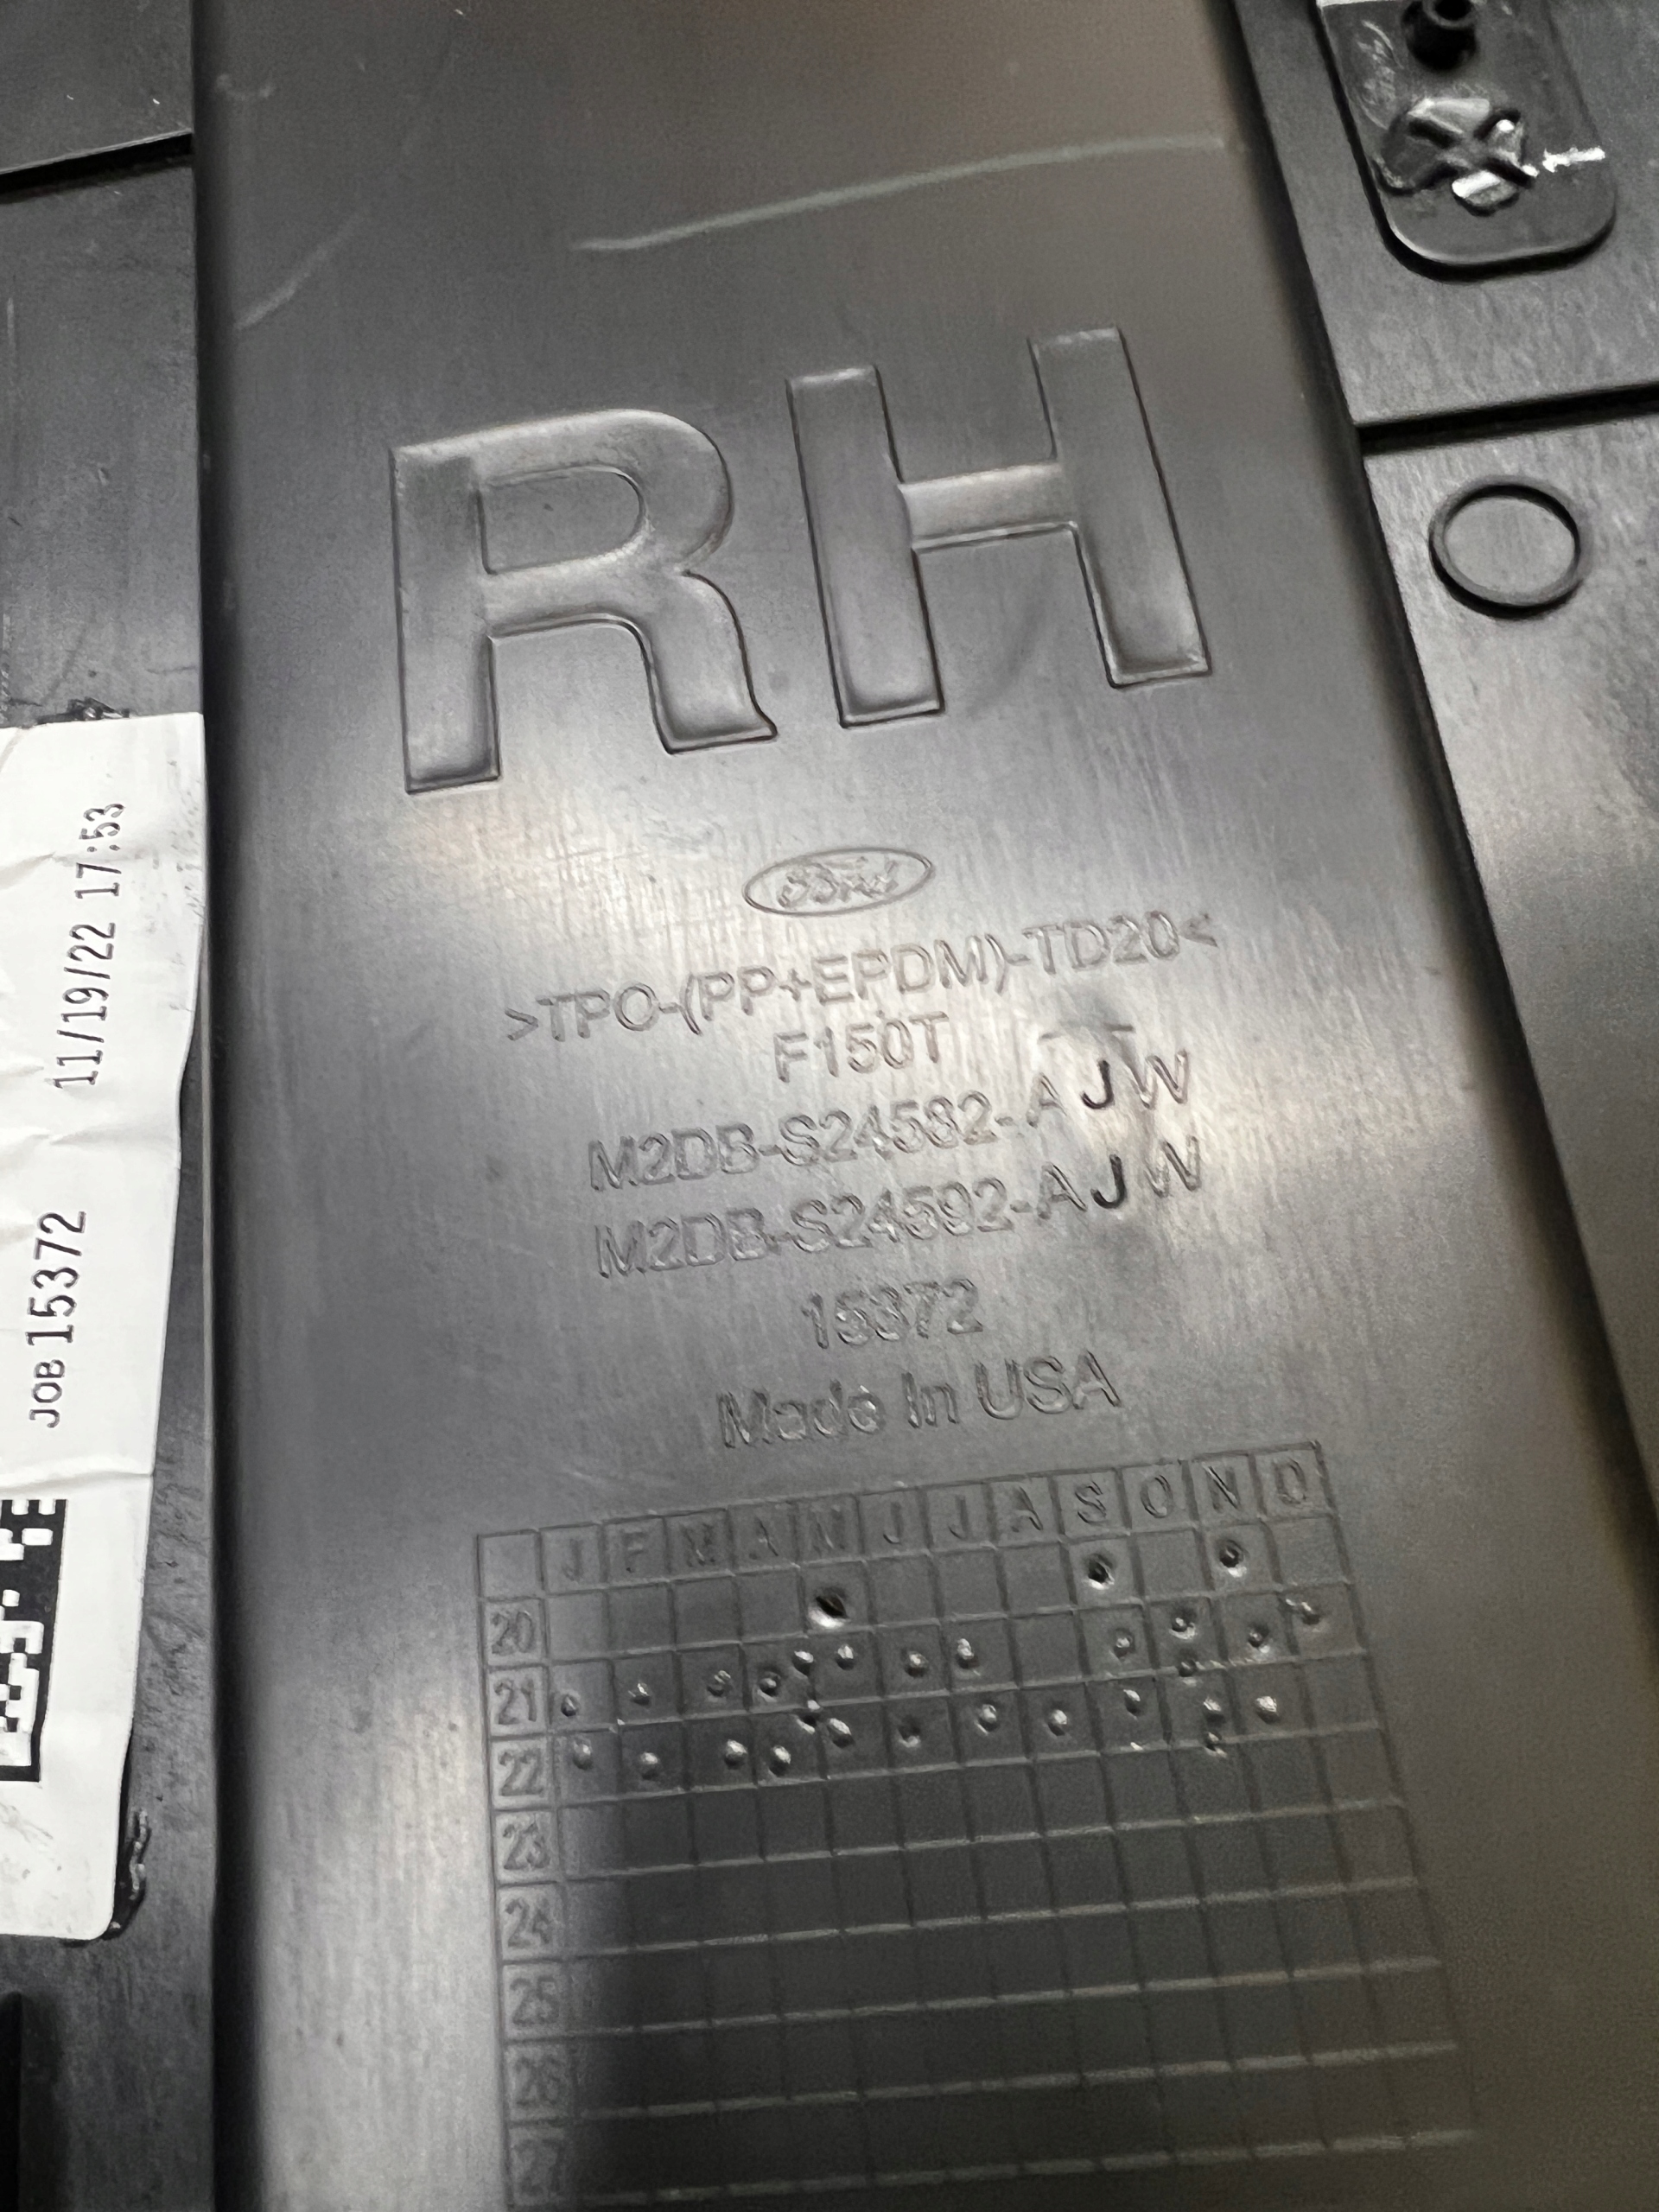 RH
Ford
>TPO-(PP+EPDM)-TD20<
F150T
M2DB-S24582-AJW
M2DB-S24592-AJW
15372
Made In USA
J F M A M J J A S O N D
20
21
22
23
24
25
26
27
JOB 15372 11/19/22 17:53